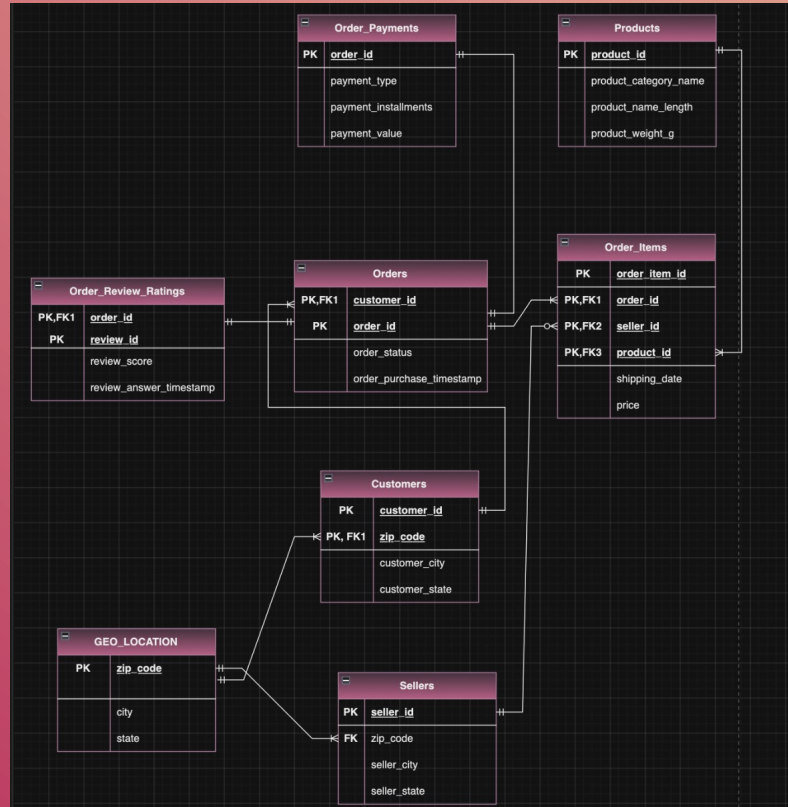 Order_Payments
PK order_id
payment_type
payment_installments
payment_value
Products
PK product_id
product_category_name
product_name_length
product_weight_g
Order_Review_Ratings
PK,FK1 order_id
PK review_id
review_score
review_answer_timestamp
Orders
PK,FK1 customer_id
PK order_id
order_status
order_purchase_timestamp
Order_Items
PK order_item_id
PK,FK1 order_id
PK,FK2 seller_id
PK,FK3 product_id
shipping_date
price
Customers
PK customer_id
PK, FK1 zip_code
customer_city
customer_state
GEO_LOCATION
PK zip_code
city
state
Sellers
PK seller_id
FK zip_code
seller_city
seller_state